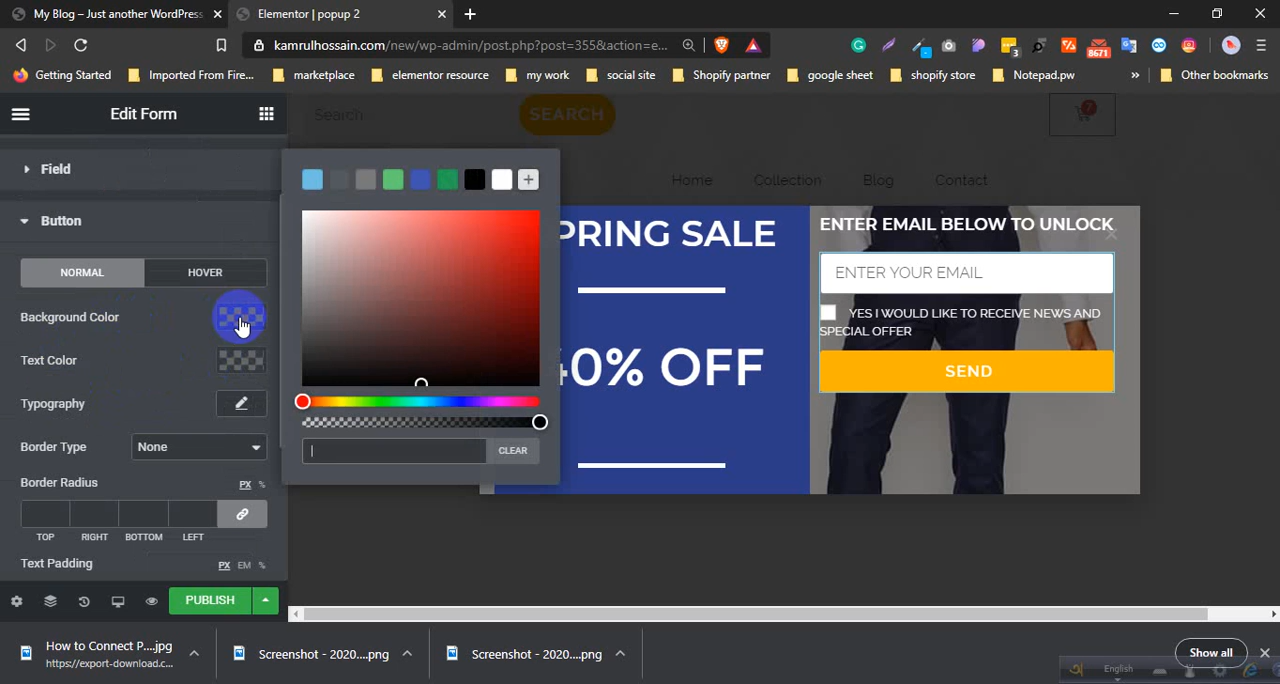 My Blog – Just another WordPress
Elementor | popup 2
kamrulhossain.com/new/wp-admin/post.php?post=355&action=e...
3
8671
Getting Started
Imported From Fire...
marketplace
elementor resource
my work
social site
Shopify partner
google sheet
shopify store
Notepad.pw
»
Other bookmarks
Edit Form
Field
Button
NORMAL
HOVER
Background Color
Text Color
Typography
Border Type
None
Border Radius
PX %
TOP
RIGHT
BOTTOM
LEFT
Text Padding
PX EM %
PUBLISH
CLEAR
Search
SEARCH
7
Home
Collection
Blog
Contact
PRING SALE
40% OFF
ENTER EMAIL BELOW TO UNLOCK
ENTER YOUR EMAIL
YES I WOULD LIKE TO RECEIVE NEWS AND
SPECIAL OFFER
SEND
How to Connect P....jpg
https://export-download.c...
Screenshot - 2020....png
Screenshot - 2020....png
Show all
English